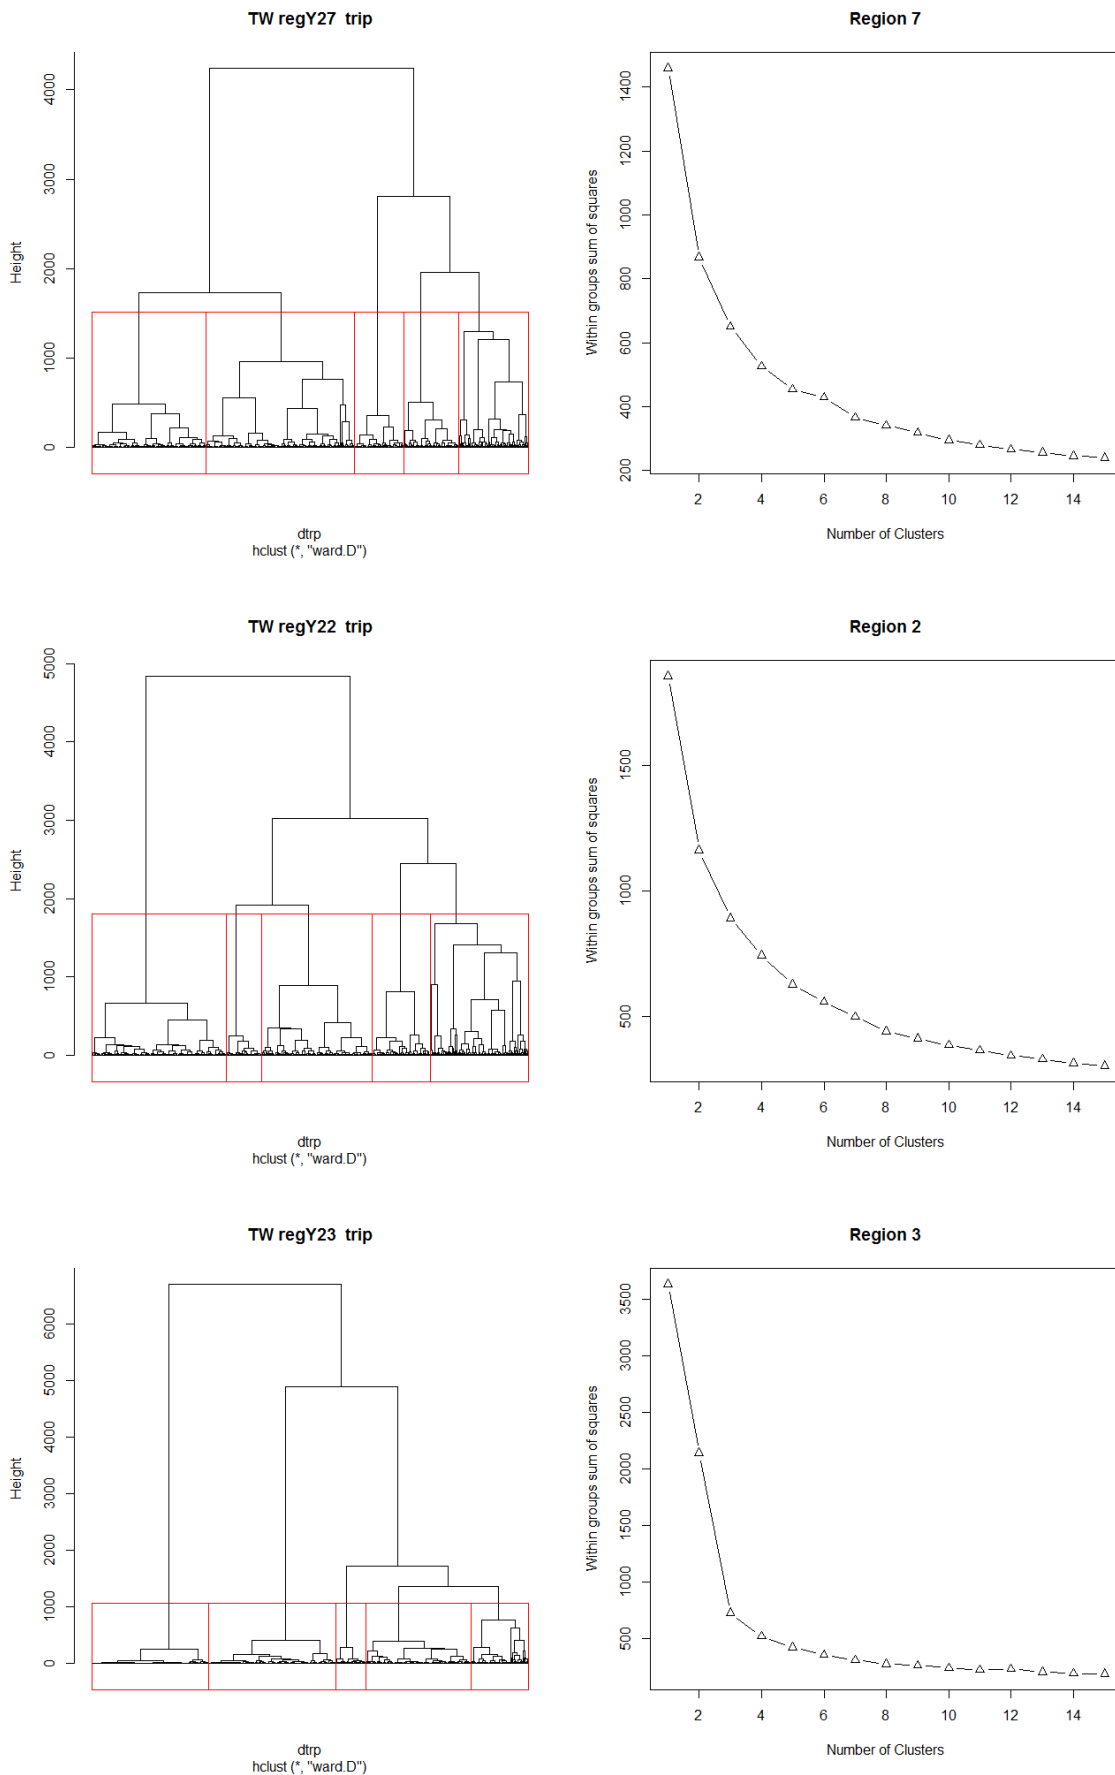 TW regY27  trip
Height
0
1000
2000
3000
4000
dtrp
hclust (*, "ward.D")
Region 7
Within groups sum of squares
200
400
600
800
1000
1200
1400
2 4 6 8 10 12 14
Number of Clusters
TW regY22  trip
Height
0
1000
2000
3000
4000
5000
dtrp
hclust (*, "ward.D")
Region 2
Within groups sum of squares
500
1000
1500
2 4 6 8 10 12 14
Number of Clusters
TW regY23  trip
Height
0
1000
2000
3000
4000
5000
6000
dtrp
hclust (*, "ward.D")
Region 3
Within groups sum of squares
500
1000
1500
2000
2500
3000
3500
2 4 6 8 10 12 14
Number of Clusters